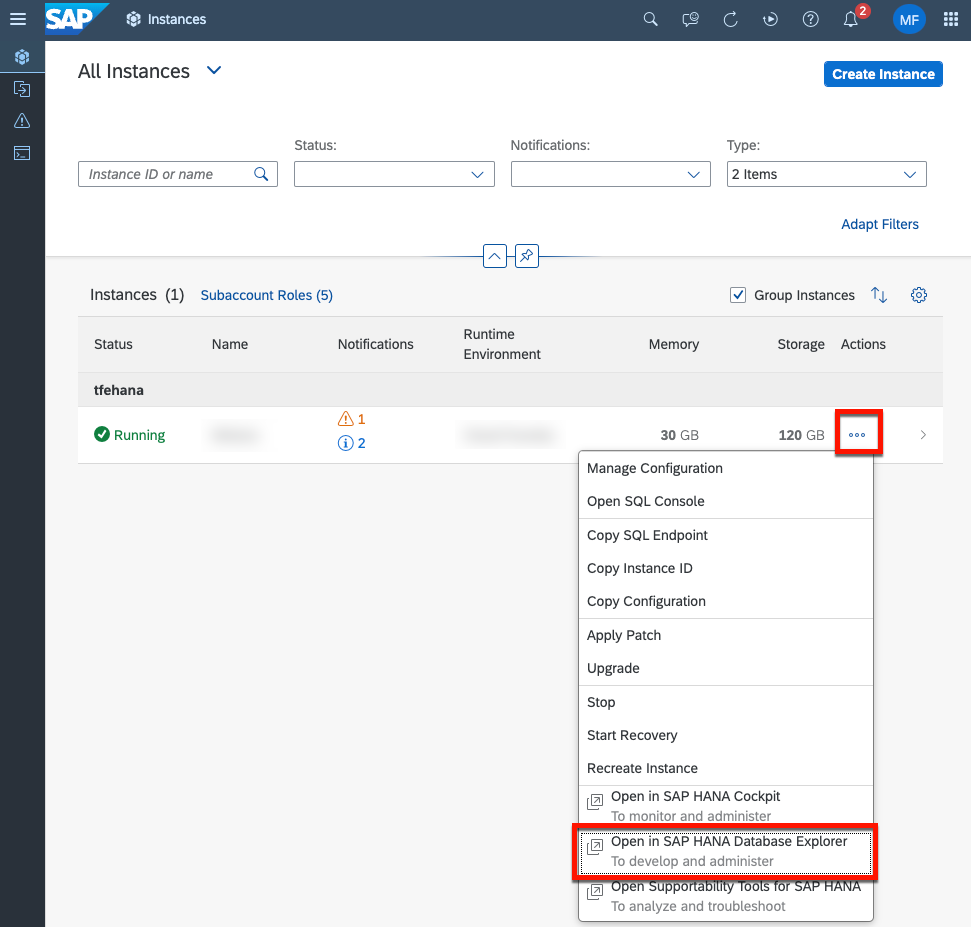 SAP Instances 2 MF
All Instances
Create Instance
Status: Notifications: Type:
Instance ID or name 2 Items
Adapt Filters
Instances (1) Subaccount Roles (5) Group Instances
Status Name Notifications Runtime Environment Memory Storage Actions
tfehana
Running 1 2 30 GB 120 GB
Manage Configuration
Open SQL Console
Copy SQL Endpoint
Copy Instance ID
Copy Configuration
Apply Patch
Upgrade
Stop
Start Recovery
Recreate Instance
Open in SAP HANA Cockpit
To monitor and administer
Open in SAP HANA Database Explorer
To develop and administer
Open Supportability Tools for SAP HANA
To analyze and troubleshoot